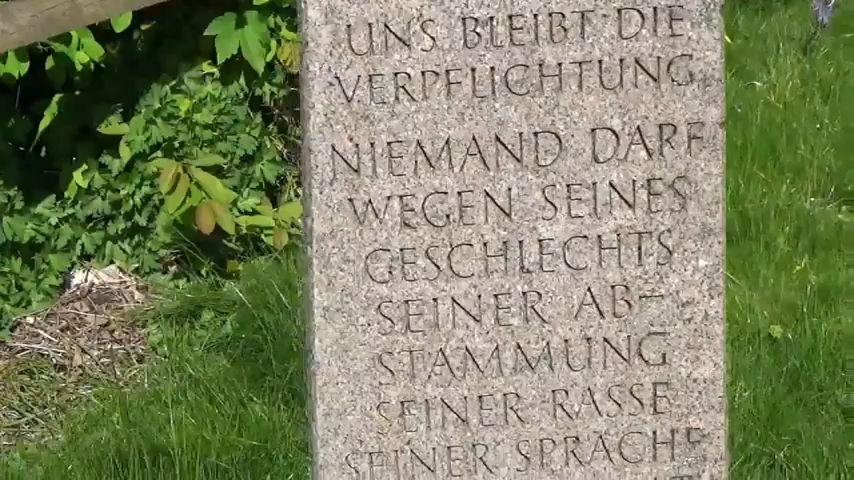 UNS BLEIBT DIE
VERPFLICHTUNG
NIEMAND DARF
WEGEN SEINES
GESCHLECHTS
SEINER AB-
STAMMUNG
SEINER RASSE
SEINER SPRACHE